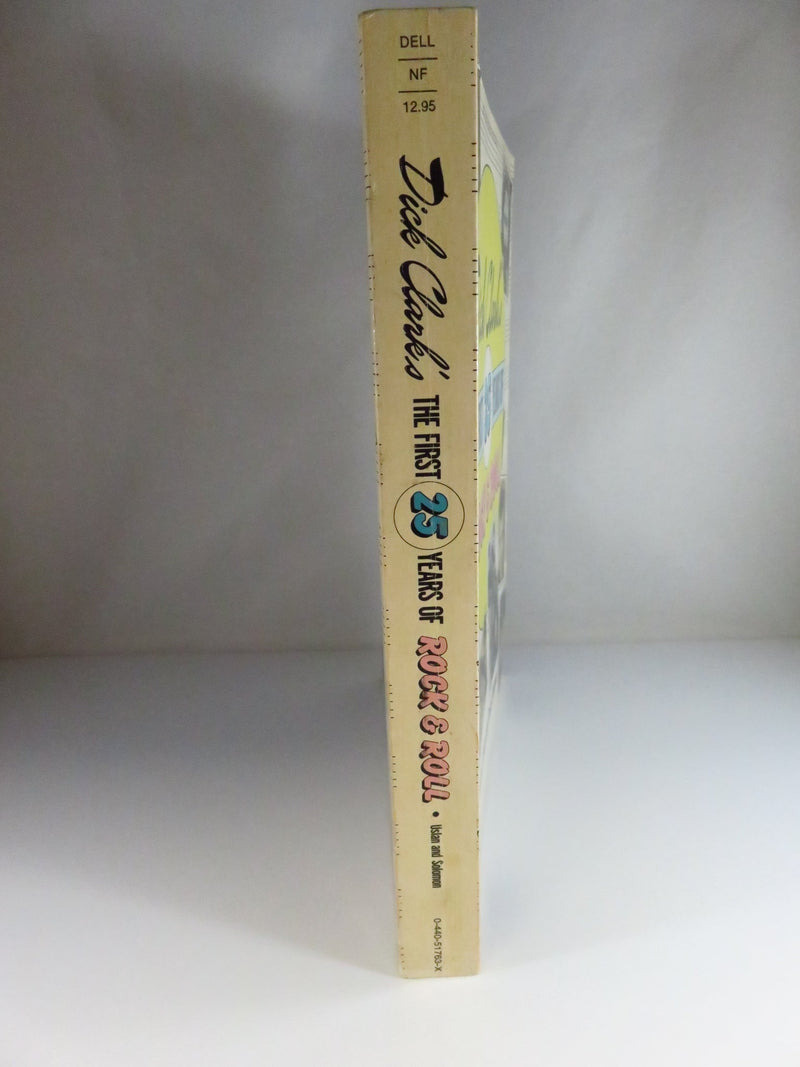 DELL
NF
12.95
Dick Clark's THE FIRST 25 YEARS OF ROCK & ROLL • Uslan and Solomon
0-440-51763-X